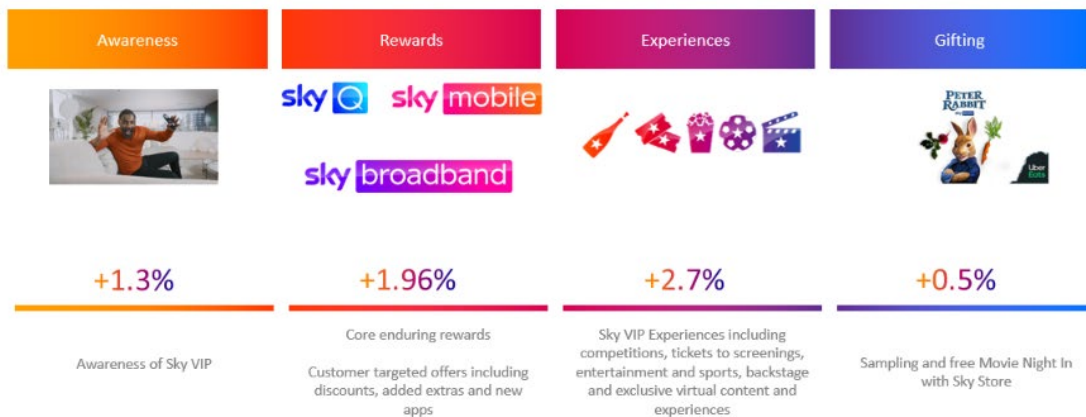 Awareness
Rewards
Experiences
Gifting
sky Q
sky mobile
sky broadband
PETER
RABBIT
Uber
Eats
+1.3%
+1.96%
+2.7%
+0.5%
Awareness of Sky VIP
Core enduring rewards
Customer targeted offers including
discounts, added extras and new
apps
Sky VIP Experiences including
competitions, tickets to screenings,
entertainment and sports, backstage
and exclusive virtual content and
experiences
Sampling and free Movie Night In
with Sky Store